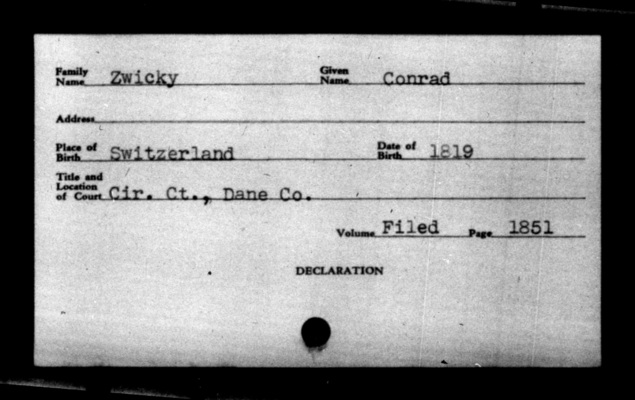 Family Name Zwicky Given Name Conrad
Address
Place of Birth Switzerland Date of Birth 1819
Title and Location of Court Cir. Ct., Dane Co.
Volume Filed Page 1851
DECLARATION